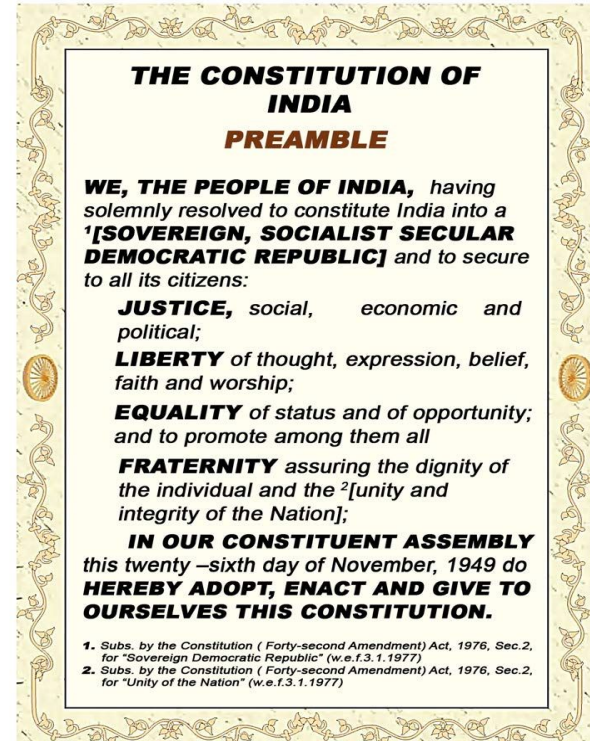 THE CONSTITUTION OF
INDIA
PREAMBLE
WE, THE PEOPLE OF INDIA, having
solemnly resolved to constitute India into a
¹[SOVEREIGN, SOCIALIST SECULAR
DEMOCRATIC REPUBLIC] and to secure
to all its citizens:
JUSTICE, social, economic and
political;
LIBERTY of thought, expression, belief,
faith and worship;
EQUALITY of status and of opportunity;
and to promote among them all
FRATERNITY assuring the dignity of
the individual and the ²[unity and
integrity of the Nation];
IN OUR CONSTITUENT ASSEMBLY
this twenty –sixth day of November, 1949 do
HEREBY ADOPT, ENACT AND GIVE TO
OURSELVES THIS CONSTITUTION.
1. Subs. by the Constitution ( Forty-second Amendment) Act, 1976, Sec.2,
for "Sovereign Democratic Republic" (w.e.f.3.1.1977)
2. Subs. by the Constitution ( Forty-second Amendment) Act, 1976, Sec.2,
for "Unity of the Nation" (w.e.f.3.1.1977)